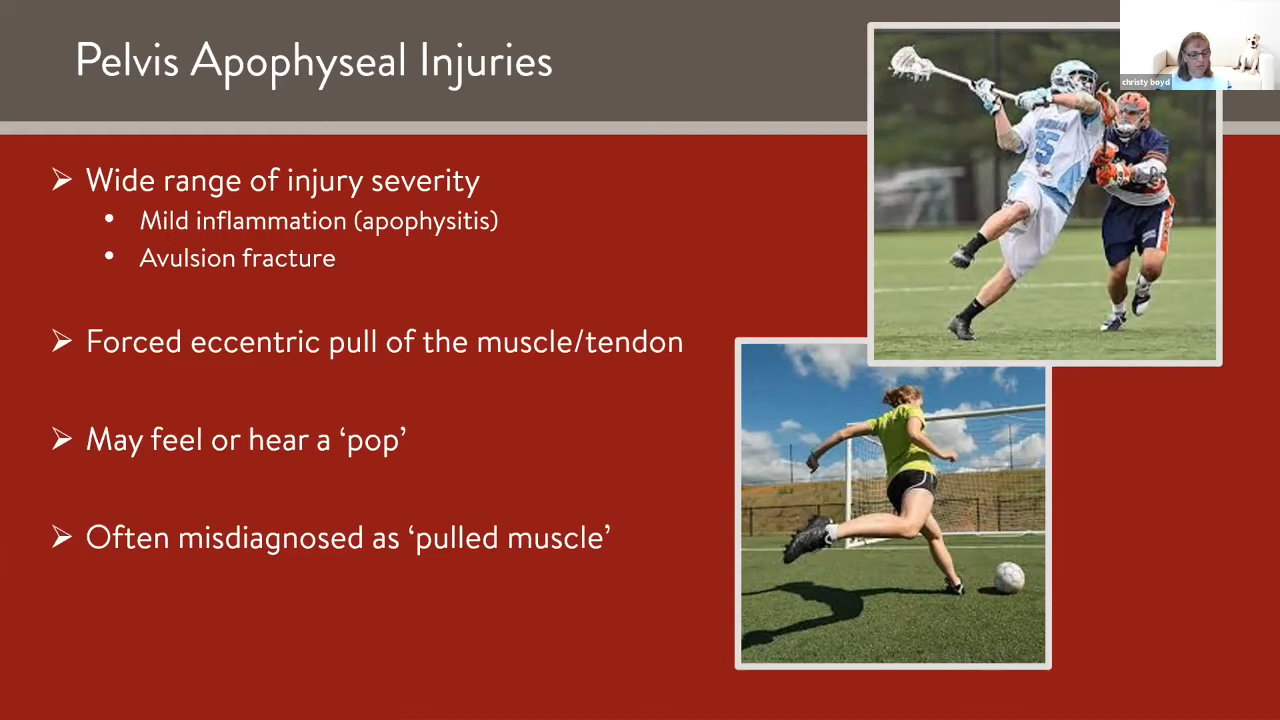 Pelvis Apophyseal Injuries
christy boyd
➢ Wide range of injury severity
• Mild inflammation (apophysitis)
• Avulsion fracture
➢ Forced eccentric pull of the muscle/tendon
➢ May feel or hear a ‘pop’
➢ Often misdiagnosed as ‘pulled muscle’